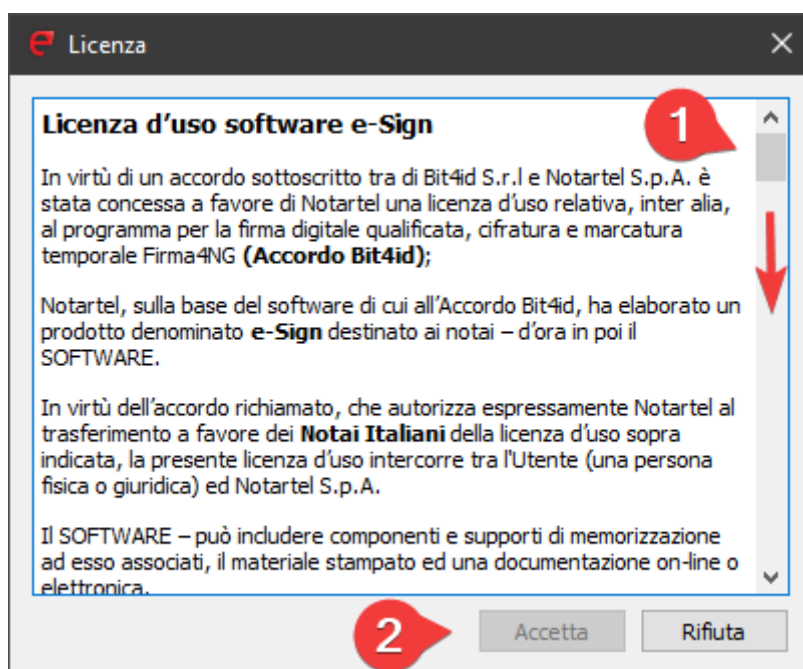 Licenza
Licenza d’uso software e-Sign
1
In virtù di un accordo sottoscritto tra di Bit4id S.r.l e Notartel S.p.A. è
stata concessa a favore di Notartel una licenza d’uso relativa, inter alia,
al programma per la firma digitale qualificata, cifratura e marcatura
temporale Firma4NG (Accordo Bit4id);
Notartel, sulla base del software di cui all’Accordo Bit4id, ha elaborato un
prodotto denominato e-Sign destinato ai notai – d’ora in poi il
SOFTWARE.
In virtù dell’accordo richiamato, che autorizza espressamente Notartel al
trasferimento a favore dei Notai Italiani della licenza d’uso sopra
indicata, la presente licenza d’uso intercorre tra l'Utente (una persona
fisica o giuridica) ed Notartel S.p.A.
Il SOFTWARE – può includere componenti e supporti di memorizzazione
ad esso associati, il materiale stampato ed una documentazione on-line o
elettronica.
2
Accetta
Rifiuta